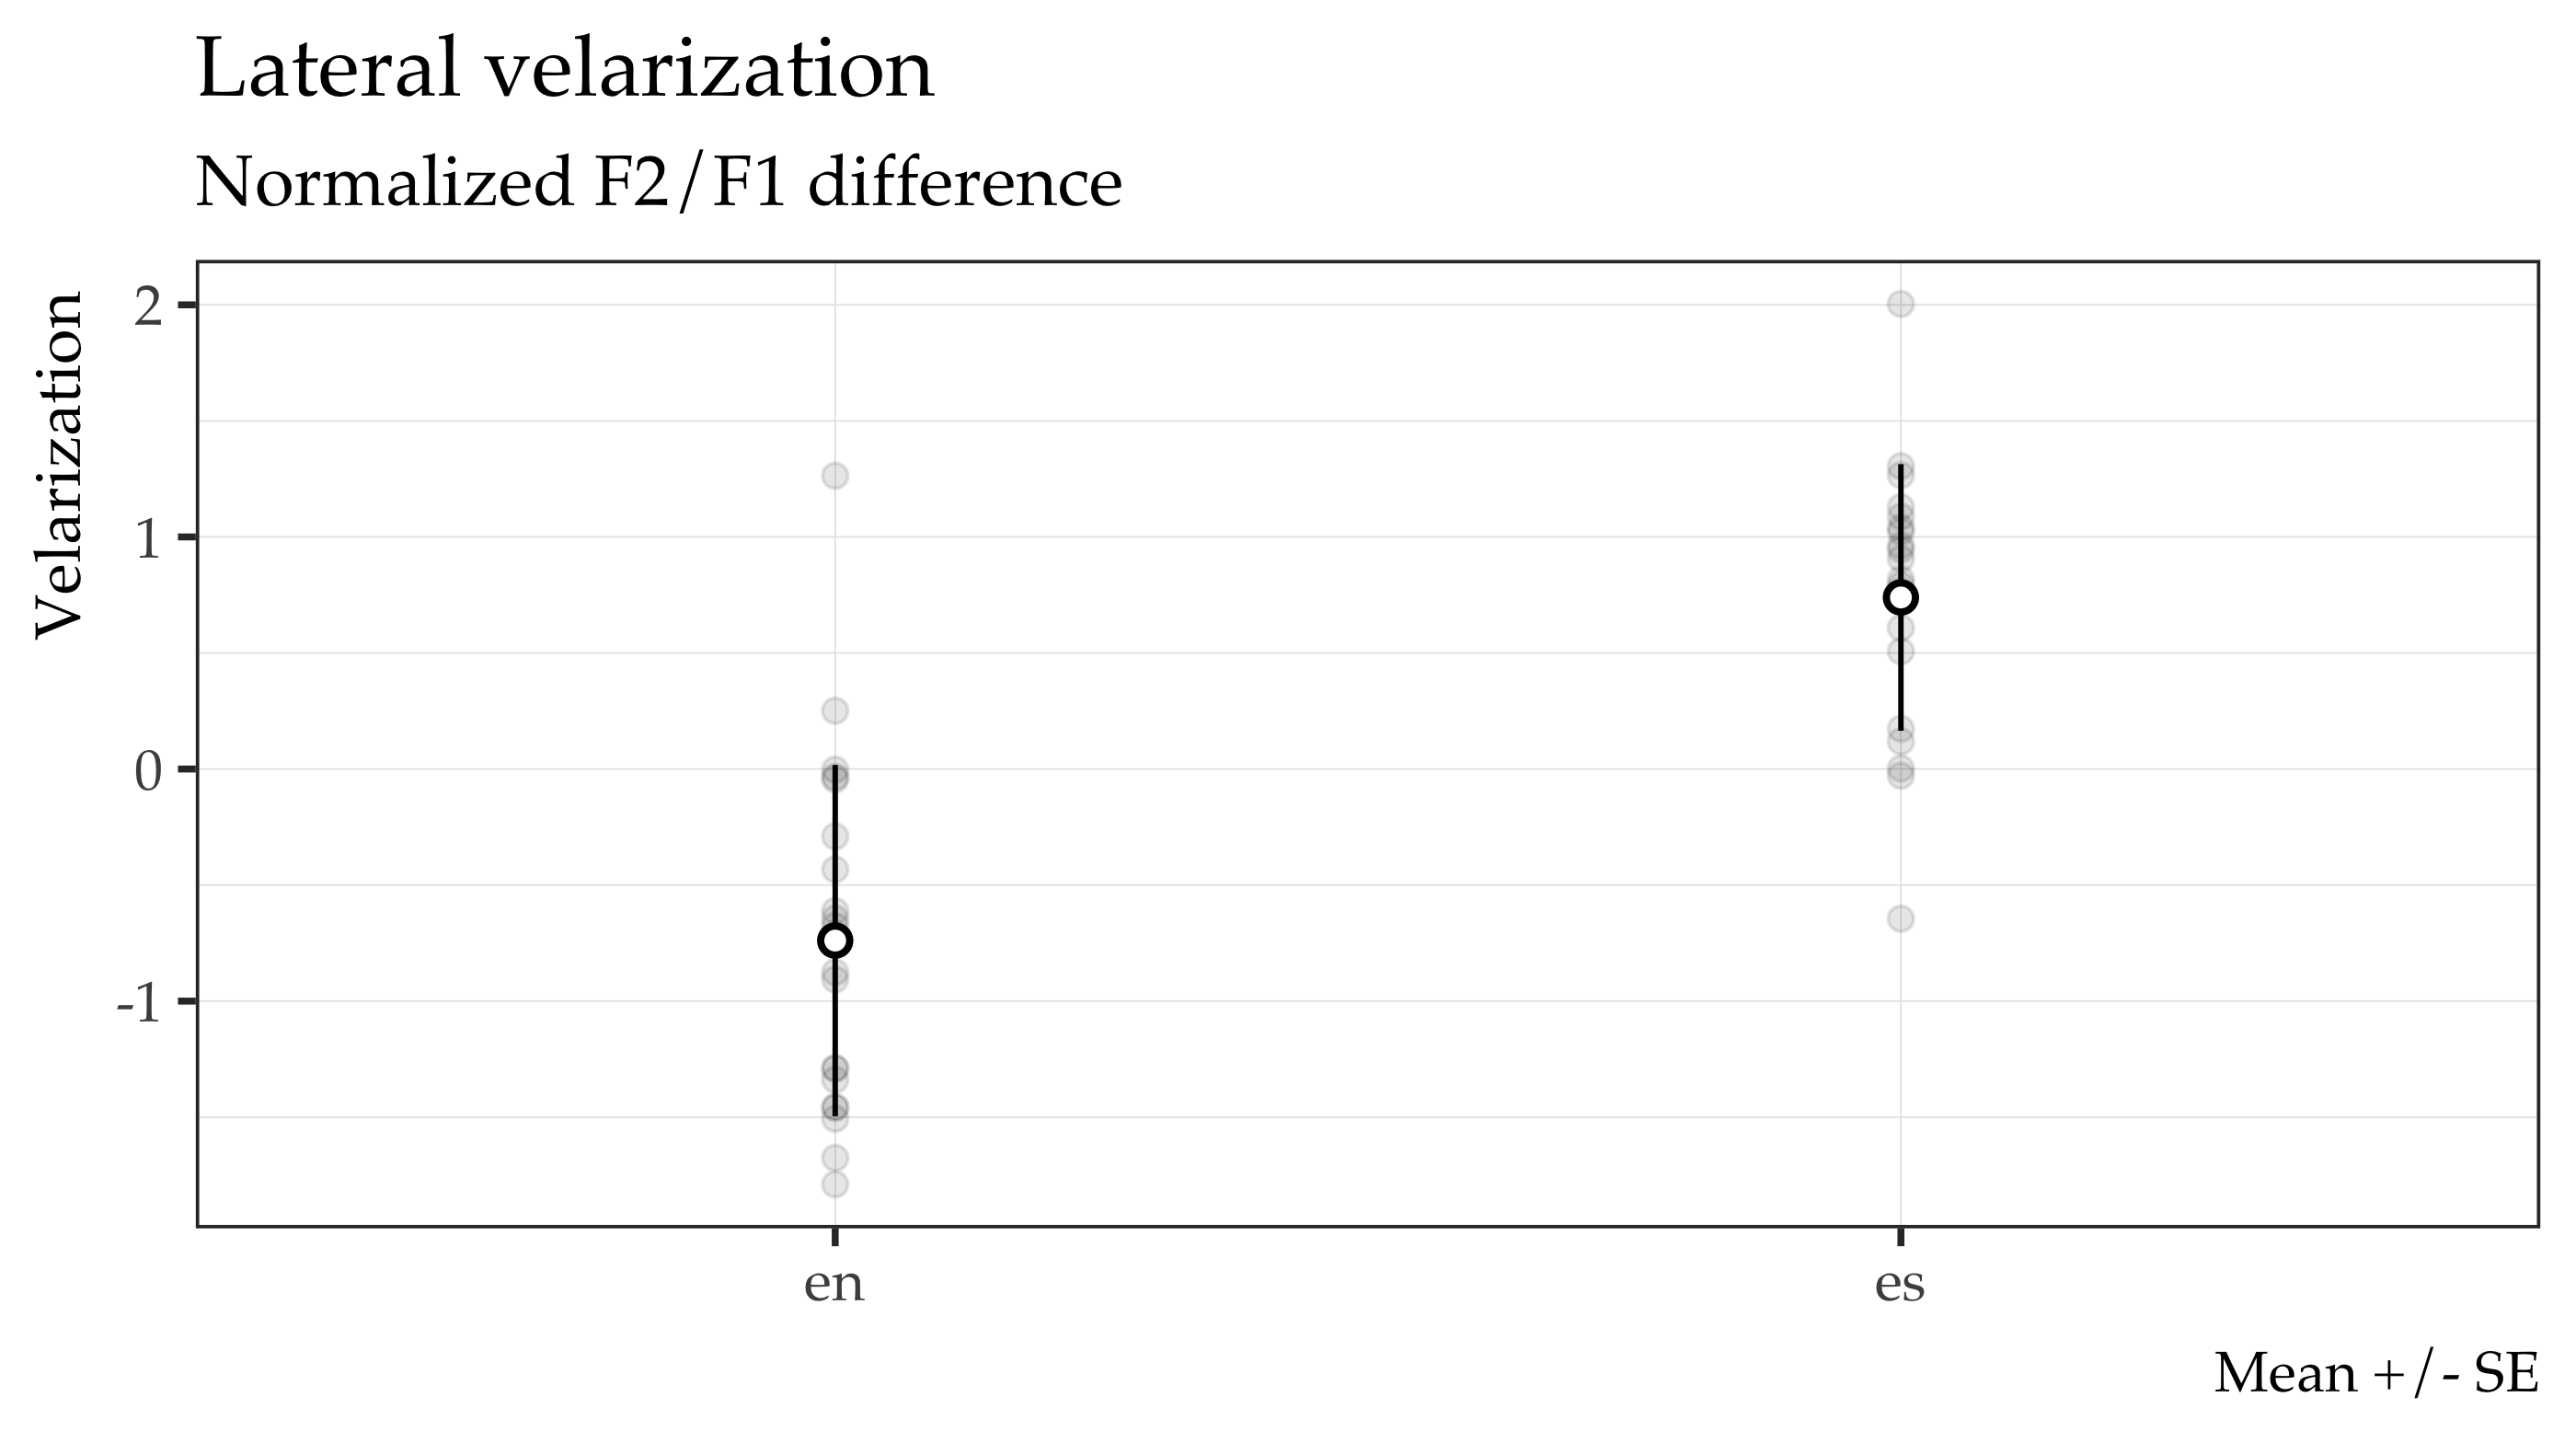 Lateral velarization
Normalized F2/F1 difference
Velarization
2
1
0
-1
en
es
Mean +/- SE